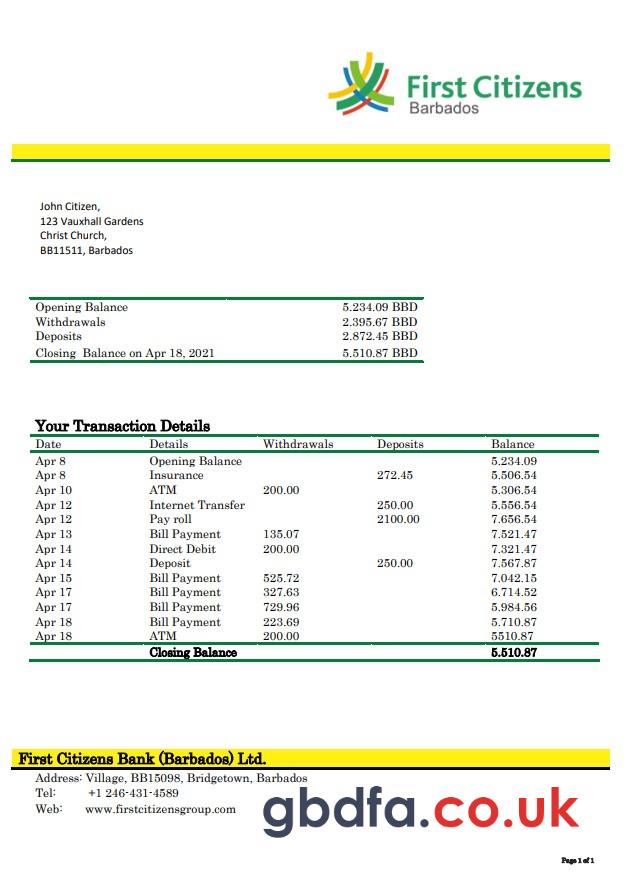 First Citizens
Barbados
John Citizen,
123 Vauxhall Gardens
Christ Church,
BB11511, Barbados
Opening Balance 5.234.09 BBD
Withdrawals 2.395.67 BBD
Deposits 2.872.45 BBD
Closing Balance on Apr 18, 2021 5.510.87 BBD
Your Transaction Details
Date Details Withdrawals Deposits Balance
Apr 8 Opening Balance 5.234.09
Apr 8 Insurance 272.45 5.506.54
Apr 10 ATM 200.00 5.306.54
Apr 12 Internet Transfer 250.00 5.556.54
Apr 12 Pay roll 2100.00 7.656.54
Apr 13 Bill Payment 135.07 7.521.47
Apr 14 Direct Debit 200.00 7.321.47
Apr 14 Deposit 250.00 7.567.87
Apr 15 Bill Payment 525.72 7.042.15
Apr 17 Bill Payment 327.63 6.714.52
Apr 17 Bill Payment 729.96 5.984.56
Apr 18 Bill Payment 223.69 5.710.87
Apr 18 ATM 200.00 5510.87
Closing Balance 5.510.87
First Citizens Bank (Barbados) Ltd.
Address: Village, BB15098, Bridgetown, Barbados
Tel: +1 246-431-4589
Web: www.firstcitizensgroup.com
gbdfa.co.uk
Page 1 of 1